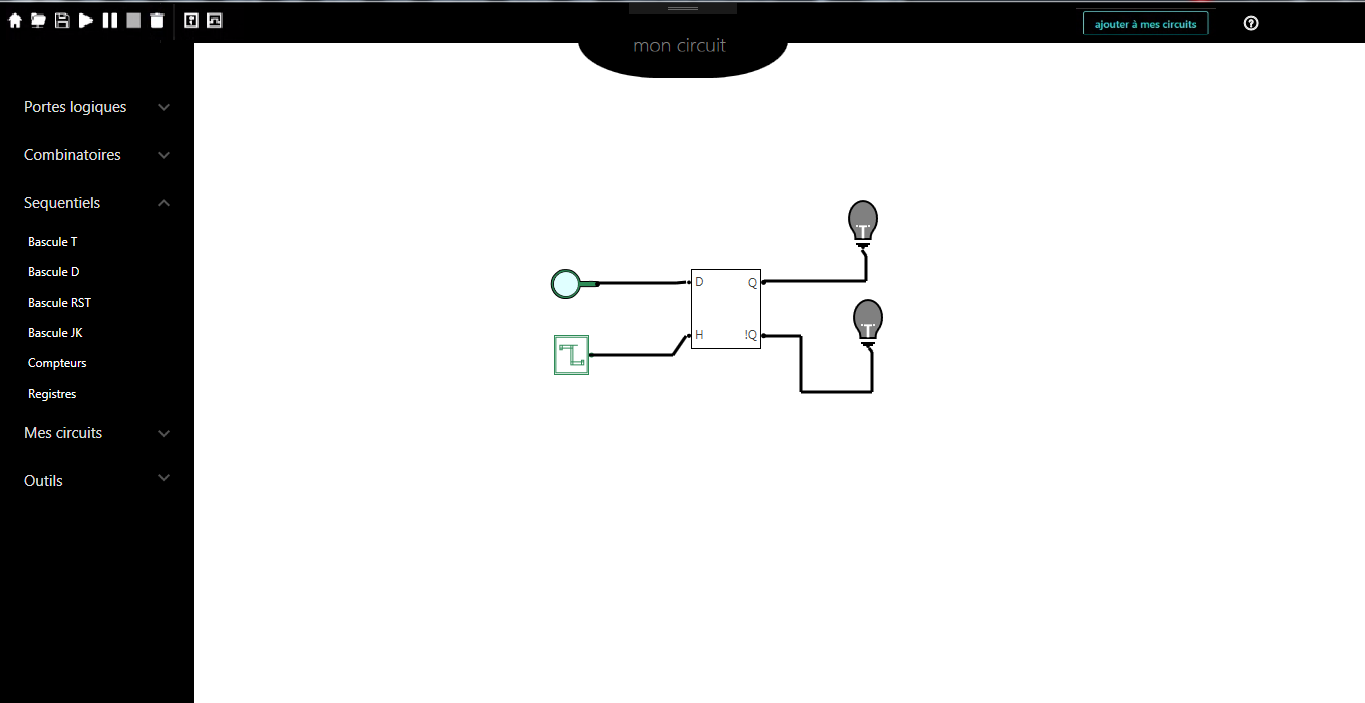 mon circuit
ajouter à mes circuits
Portes logiques
Combinatoires
Sequentiels
Bascule T
Bascule D
Bascule RST
Bascule JK
Compteurs
Registres
Mes circuits
Outils
D Q
H !Q